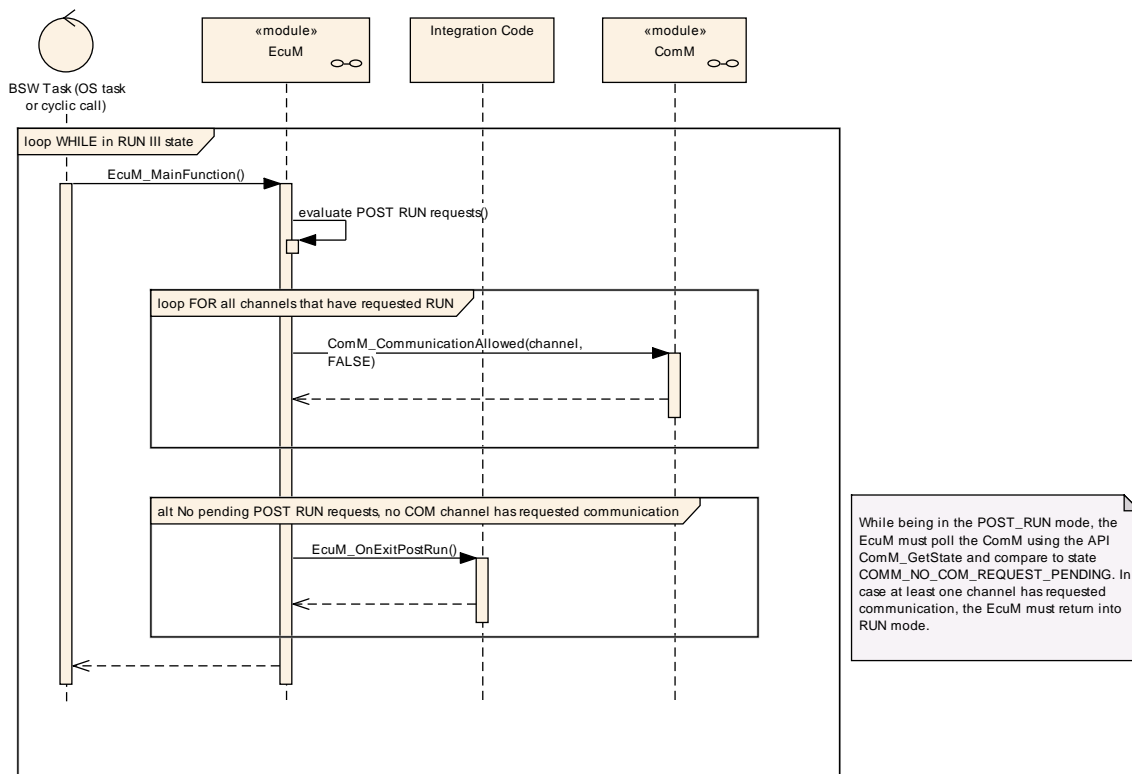 «module»
EcuM
Integration Code
«module»
ComM
BSW Task (OS task
or cyclic call)
loop WHILE in RUN III state
EcuM_MainFunction()
evaluate POST RUN requests()
loop FOR all channels that have requested RUN
ComM_CommunicationAllowed(channel,
FALSE)
alt No pending POST RUN requests, no COM channel has requested communication
EcuM_OnExitPostRun()
While being in the POST_RUN mode, the
EcuM must poll the ComM using the API
ComM_GetState and compare to state
COMM_NO_COM_REQUEST_PENDING. In
case at least one channel has requested
communication, the EcuM must return into
RUN mode.